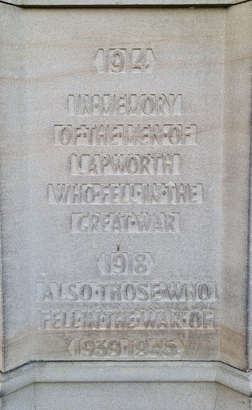 1914
IN·MEMORY
OF·THE·MEN·OF
LAPWORTH
WHO·FELL·IN·THE
GREAT·WAR
1918
ALSO·THOSE·WHO
FELL·IN·THE·WAR·OF
1939·1945